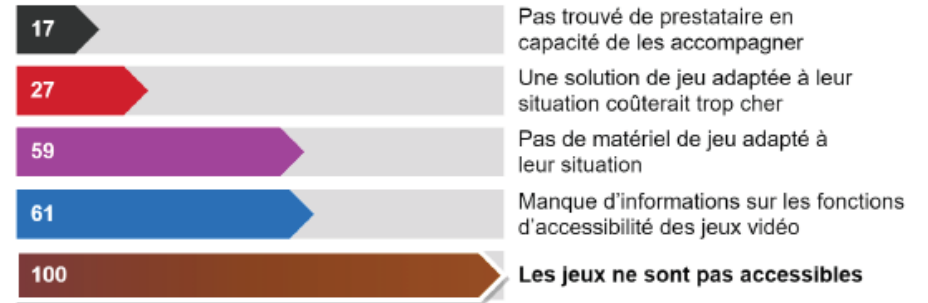 17
Pas trouvé de prestataire en
capacité de les accompagner
27
Une solution de jeu adaptée à leur
situation coûterait trop cher
59
Pas de matériel de jeu adapté à
leur situation
61
Manque d'informations sur les fonctions
d'accessibilité des jeux vidéo
100
Les jeux ne sont pas accessibles